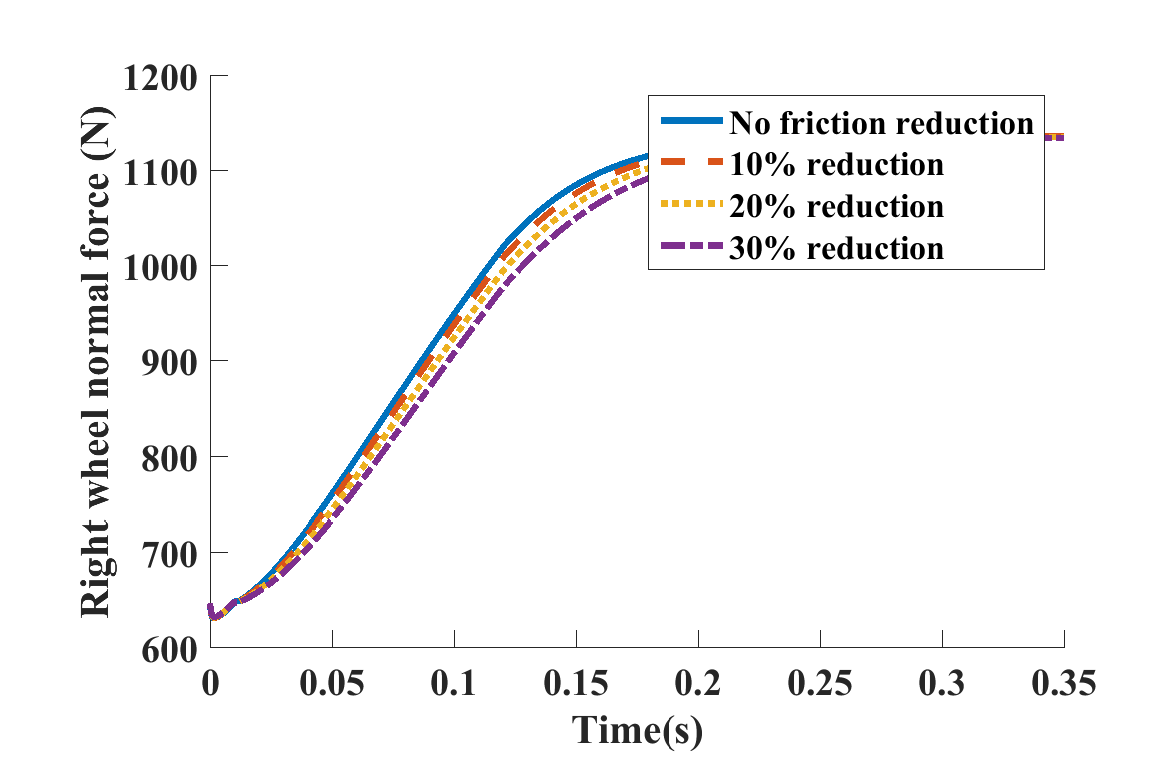 1200
1100
1000
900
800
700
600
Right wheel normal force (N)
No friction reduction
10% reduction
20% reduction
30% reduction
0 0.05 0.1 0.15 0.2 0.25 0.3 0.35
Time(s)